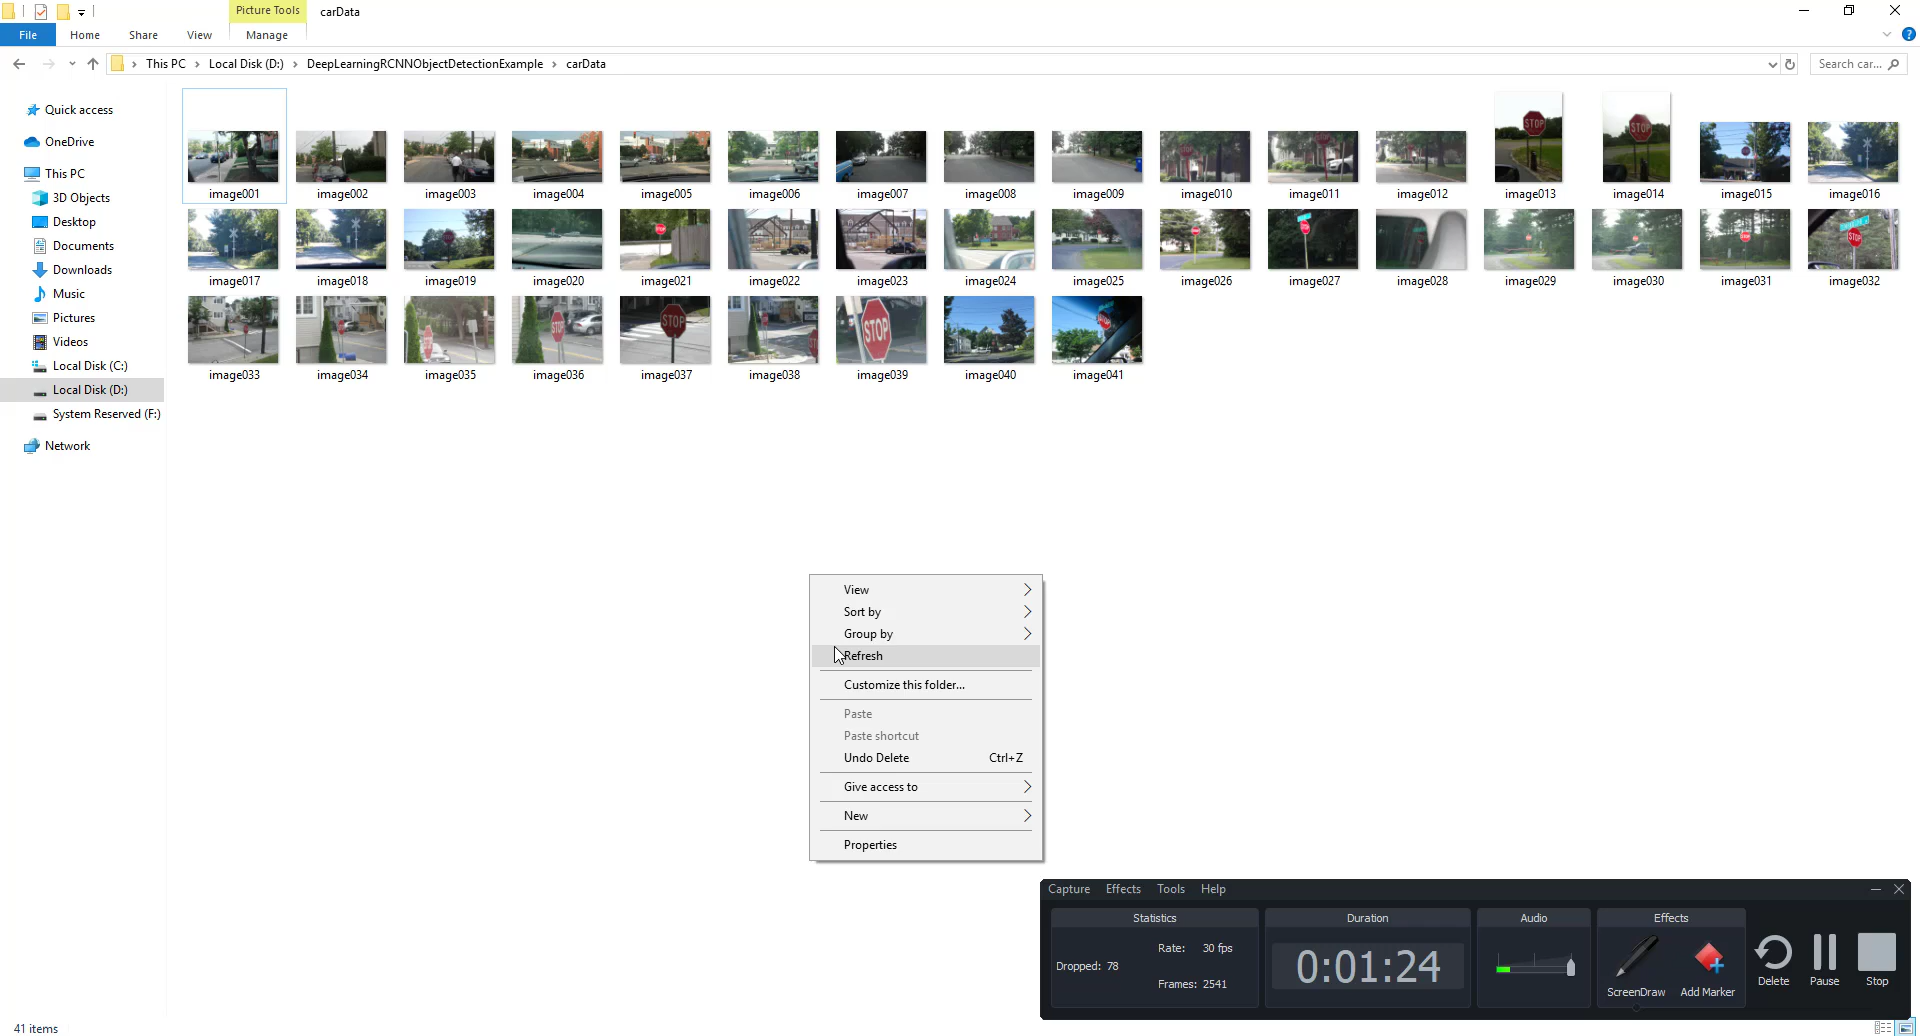 Picture Tools carData
File Home Share View Manage
This PC Local Disk (D:) DeepLearningRCNNObjectDetectionExample carData
Search car...
Quick access
OneDrive
This PC
3D Objects
Desktop
Documents
Downloads
Music
Pictures
Videos
Local Disk (C:)
Local Disk (D:)
System Reserved (F:)
Network
STOP STOP
image001 image002 image003 image004 image005 image006 image007 image008 image009 image010 image011 image012 image013 image014 image015 image016
image017 image018 image019 image020 image021 image022 image023 image024 image025 image026 image027 image028 image029 image030 image031 image032
STOP STOP STOP
image033 image034 image035 image036 image037 image038 image039 image040 image041
View
Sort by
Group by
Refresh
Customize this folder...
Paste
Paste shortcut
Undo Delete Ctrl+Z
Give access to
New
Properties
Capture Effects Tools Help
Statistics Duration Audio Effects
Rate: 30 fps
Dropped: 78
Frames: 2541
0:01:24
ScreenDraw Add Marker Delete Pause Stop
41 items